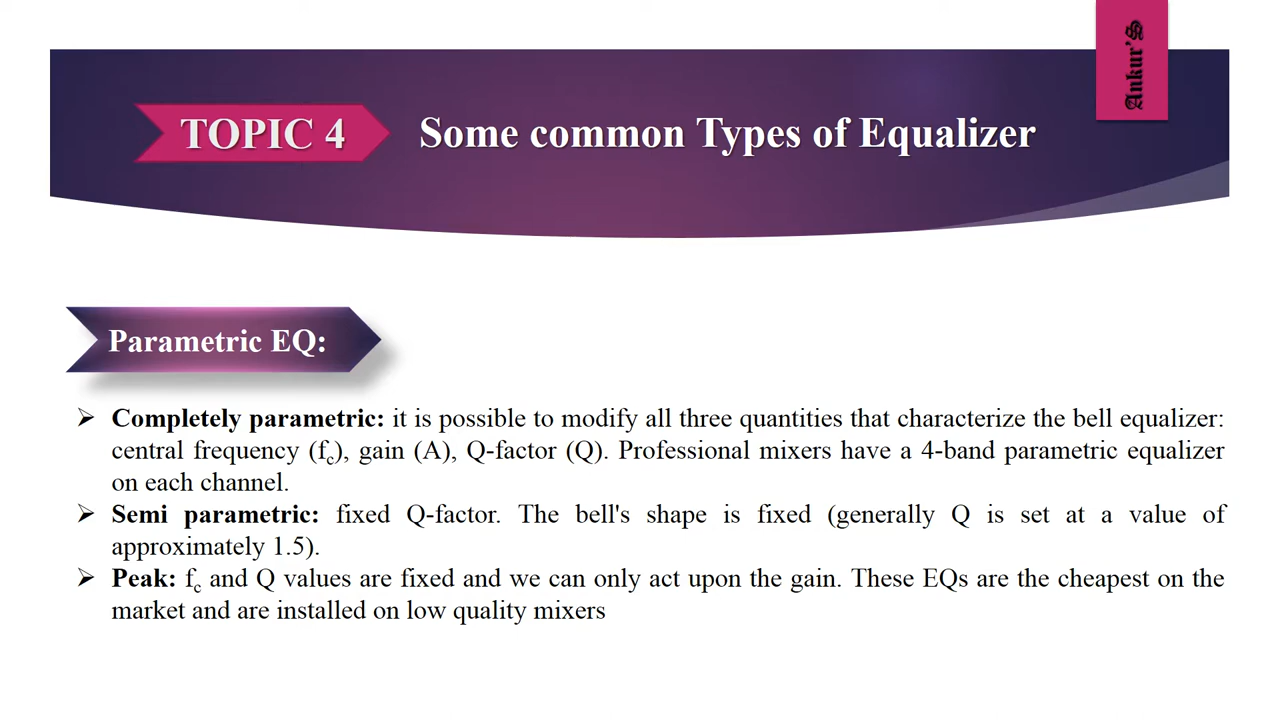 Ankur'S
TOPIC 4
Some common Types of Equalizer
Parametric EQ:
➢ Completely parametric: it is possible to modify all three quantities that characterize the bell equalizer:
central frequency (fc), gain (A), Q-factor (Q). Professional mixers have a 4-band parametric equalizer
on each channel.
➢ Semi parametric: fixed Q-factor. The bell's shape is fixed (generally Q is set at a value of
approximately 1.5).
➢ Peak: fc and Q values are fixed and we can only act upon the gain. These EQs are the cheapest on the
market and are installed on low quality mixers